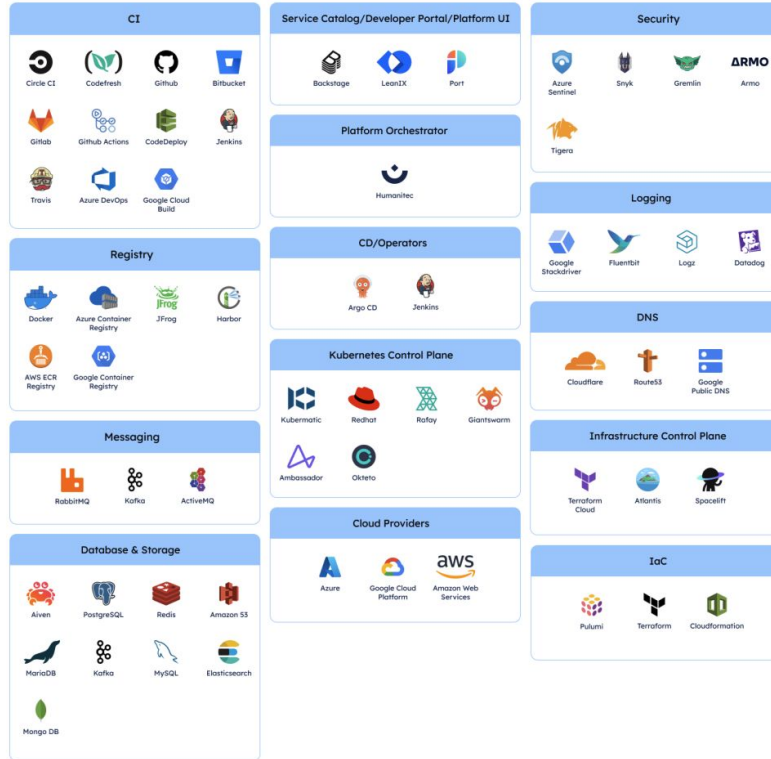 CI
Circle CI
Codefresh
Github
Bitbucket
Gitlab
Github Actions
CodeDeploy
Jenkins
Travis
Azure DevOps
Google Cloud
Build
Registry
Docker
Azure Container
Registry
JFrog
JFrog
Harbor
AWS ECR
Registry
Google Container
Registry
Messaging
RabbitMQ
Kafka
ActiveMQ
Database & Storage
Aiven
PostgreSQL
Redis
Amazon S3
MariaDB
Kafka
MySQL
Elasticsearch
Mongo DB
Service Catalog/Developer Portal/Platform UI
Backstage
LeanIX
Port
Platform Orchestrator
Humanitec
CD/Operators
Argo CD
Jenkins
Kubernetes Control Plane
Kubermatic
Redhat
Rafay
Giantswarm
Ambassador
Okteto
Cloud Providers
aws
Azure
Google Cloud
Platform
Amazon Web
Services
Security
Azure
Sentinel
Snyk
Gremlin
ARMO
Armo
Tigera
Logging
Google
Stackdriver
Fluentbit
Logz
Datadog
DNS
Cloudflare
Route53
Google
Public DNS
Infrastructure Control Plane
Terraform
Cloud
Atlantis
Spacelift
IaC
Pulumi
Terraform
Cloudformation